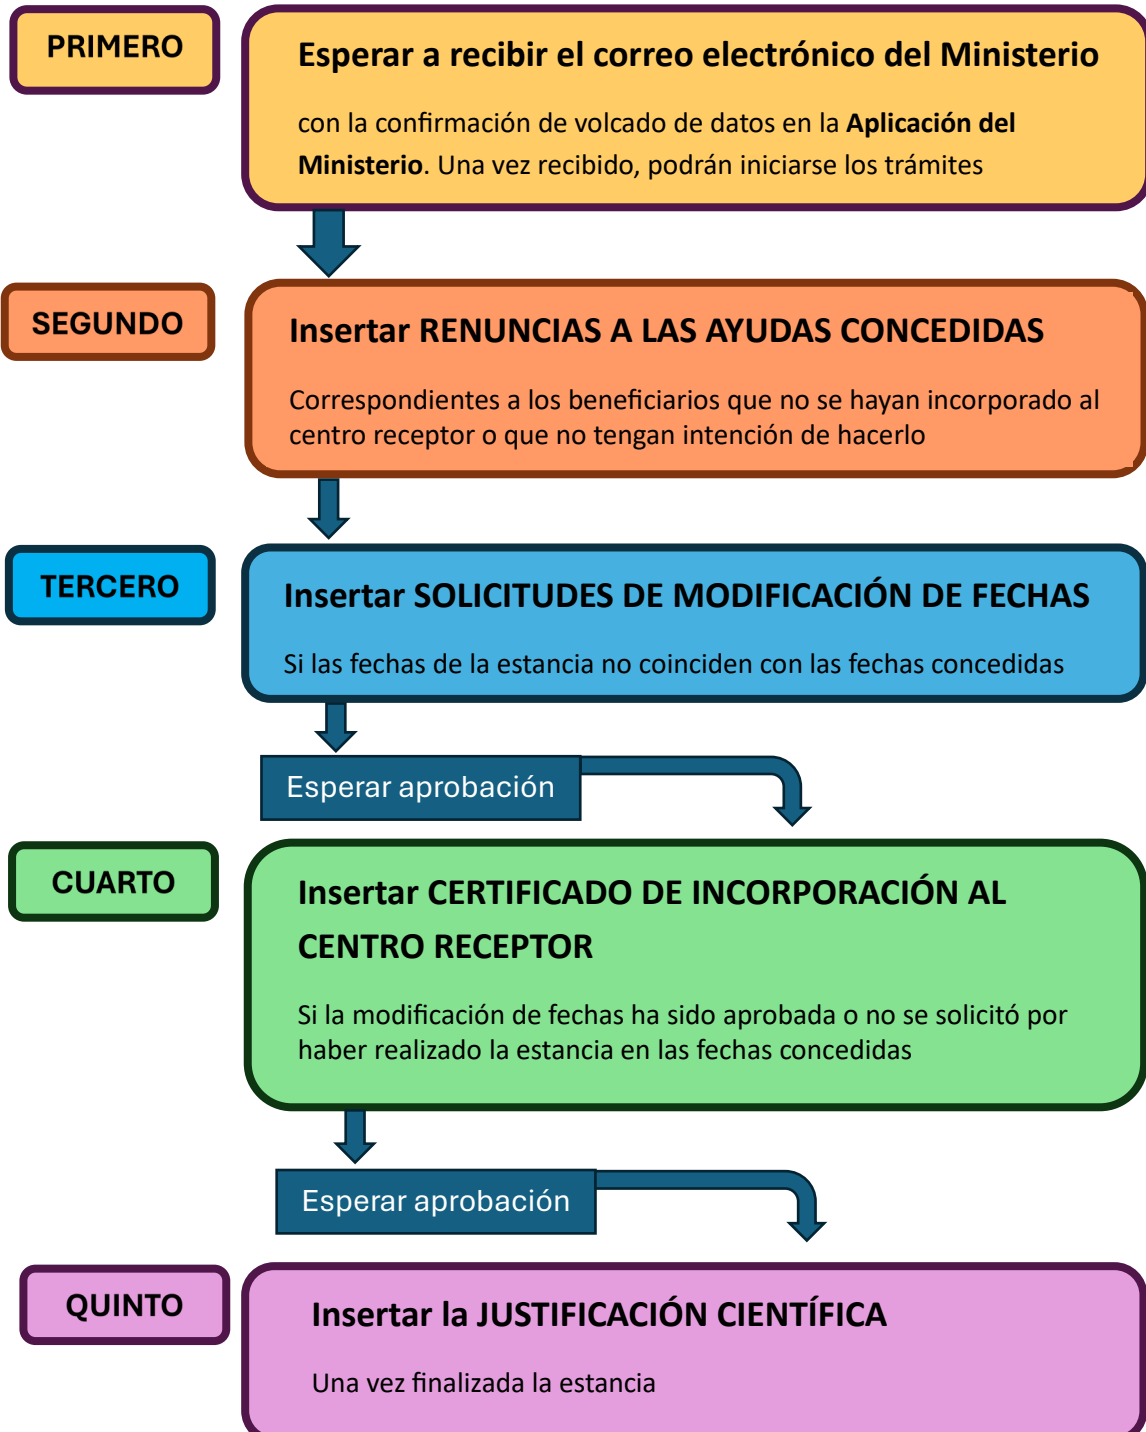 PRIMERO
Esperar a recibir el correo electrónico del Ministerio
con la confirmación de volcado de datos en la Aplicación del
Ministerio. Una vez recibido, podrán iniciarse los trámites
SEGUNDO
Insertar RENUNCIAS A LAS AYUDAS CONCEDIDAS
Correspondientes a los beneficiarios que no se hayan incorporado al
centro receptor o que no tengan intención de hacerlo
TERCERO
Insertar SOLICITUDES DE MODIFICACIÓN DE FECHAS
Si las fechas de la estancia no coinciden con las fechas concedidas
Esperar aprobación
CUARTO
Insertar CERTIFICADO DE INCORPORACIÓN AL
CENTRO RECEPTOR
Si la modificación de fechas ha sido aprobada o no se solicitó por
haber realizado la estancia en las fechas concedidas
Esperar aprobación
QUINTO
Insertar la JUSTIFICACIÓN CIENTÍFICA
Una vez finalizada la estancia